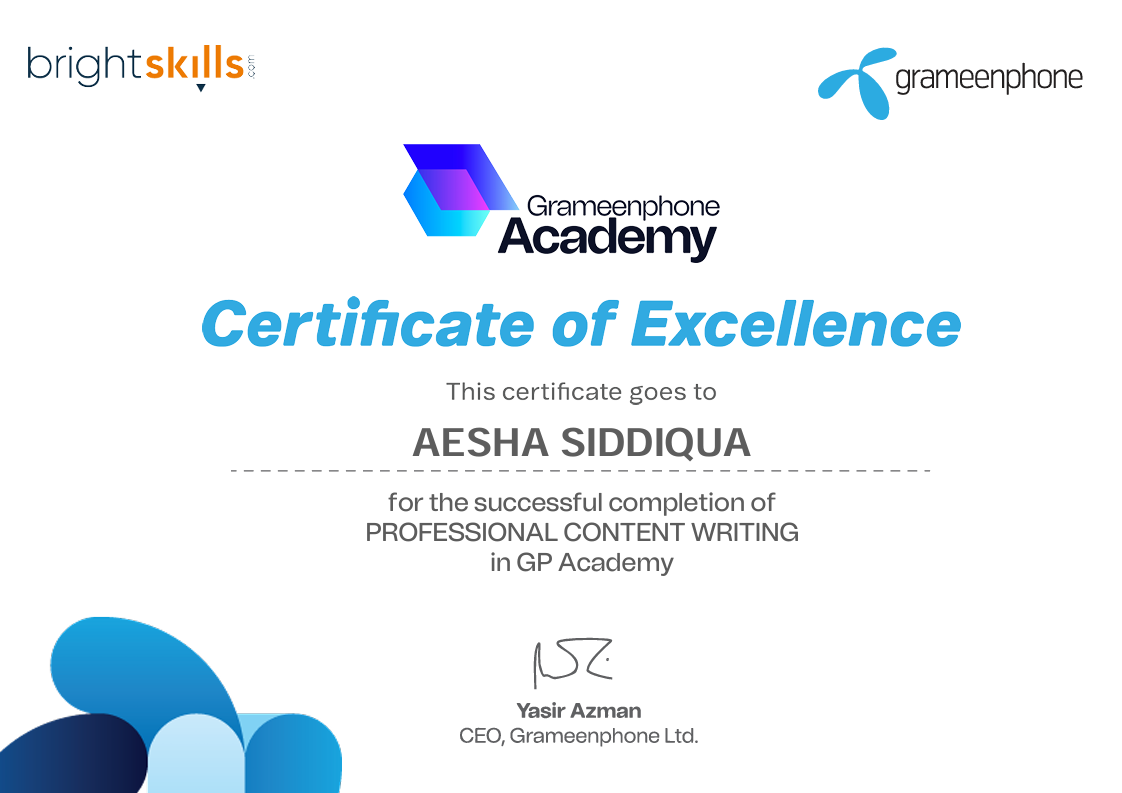 brightskills.com
grameenphone
Grameenphone
Academy
Certificate of Excellence
This certificate goes to
AESHA SIDDIQUA
for the successful completion of
PROFESSIONAL CONTENT WRITING
in GP Academy
Yasir Azman
CEO, Grameenphone Ltd.